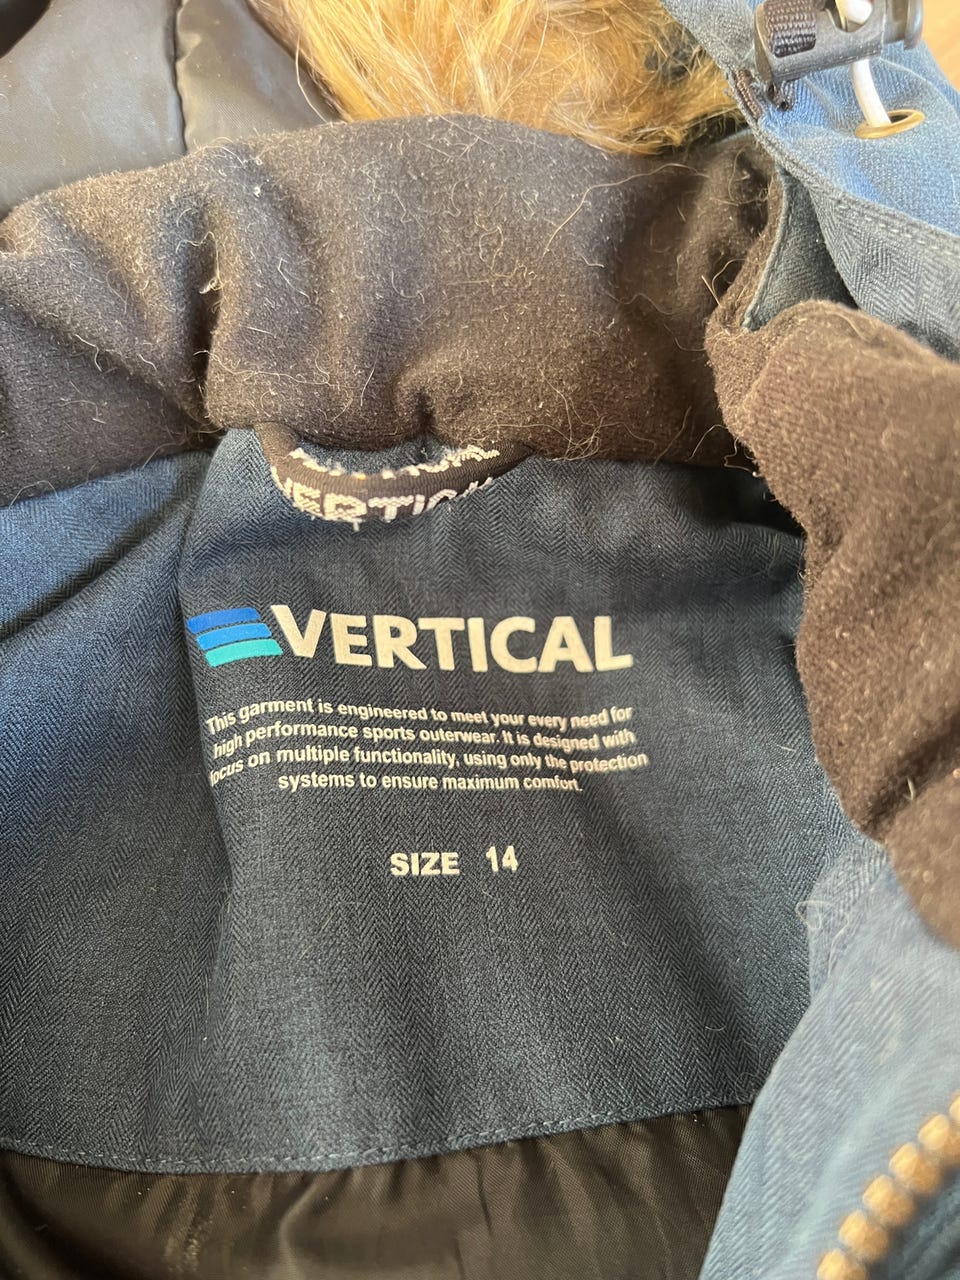 VERTICAL
This garment is engineered to meet your every need for
high performance sports outerwear. It is designed with
focus on multiple functionality, using only the protection
systems to ensure maximum comfort.
SIZE 14